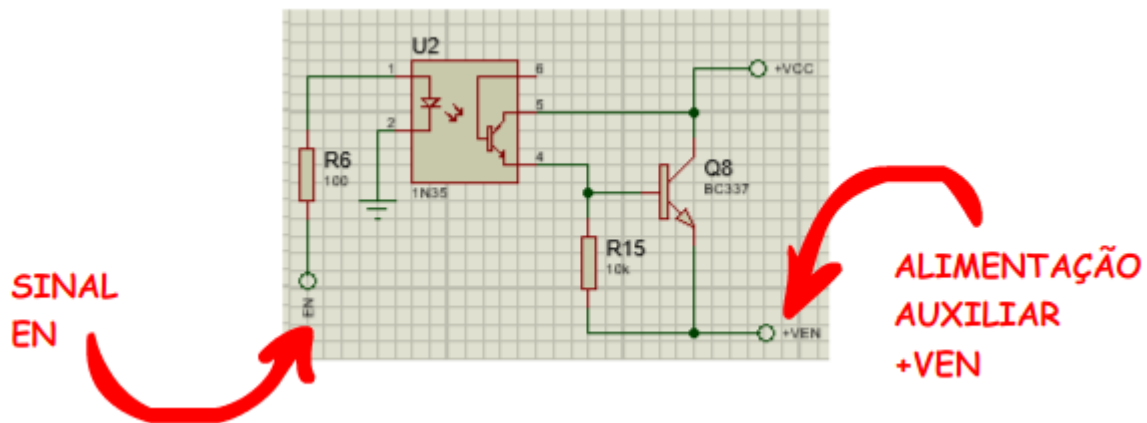 U2
1
6
+VCC
5
2
4
R6
100
1N35
Q8
BC337
R15
10k
SINAL
EN
EN
+VEN
ALIMENTAÇÃO
AUXILIAR
+VEN